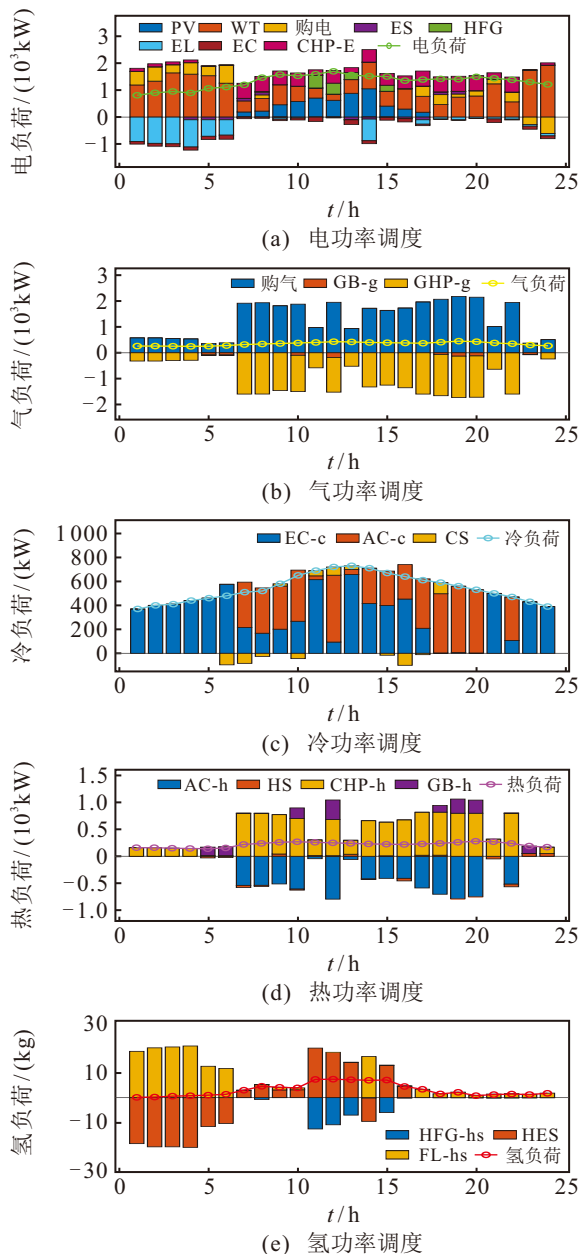 PV WT 购电 ES HFG
EL EC CHP-E 电负荷
电负荷/(10³kW)
3
2
1
0
−1
0 5 10 15 20 25
t/h
(a) 电功率调度
购气 GB-g GHP-g 气负荷
气负荷/(10³kW)
3
2
1
0
−1
−2
0 5 10 15 20 25
t/h
(b) 气功率调度
EC-c AC-c CS 冷负荷
冷负荷/(kW)
1 000
800
600
400
200
0
0 5 10 15 20 25
t/h
(c) 冷功率调度
AC-h HS CHP-h GB-h 热负荷
热负荷/(10³kW)
1.5
1.0
0.5
0
−0.5
−1.0
0 5 10 15 20 25
t/h
(d) 热功率调度
氢负荷/(kg)
30
10
0
−10
−30
HFG-hs HES
FL-hs 氢负荷
0 5 10 15 20 25
t/h
(e) 氢功率调度